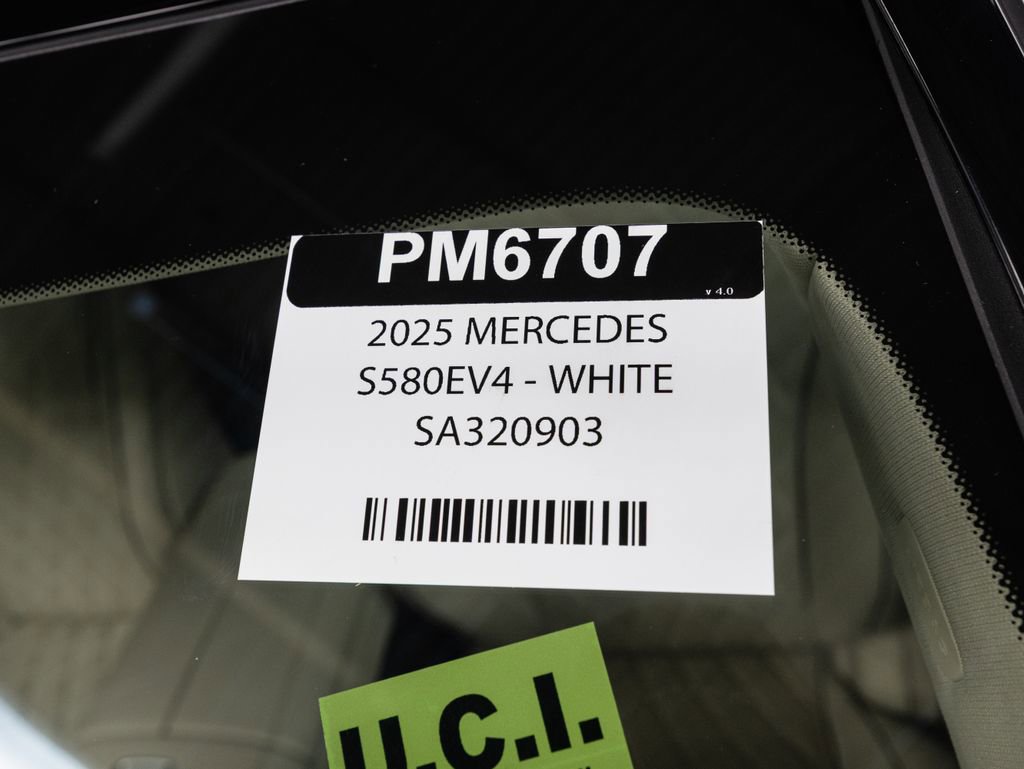 PM6707
v 4.0
2025 MERCEDES
S580EV4 - WHITE
SA320903
U.C.I.